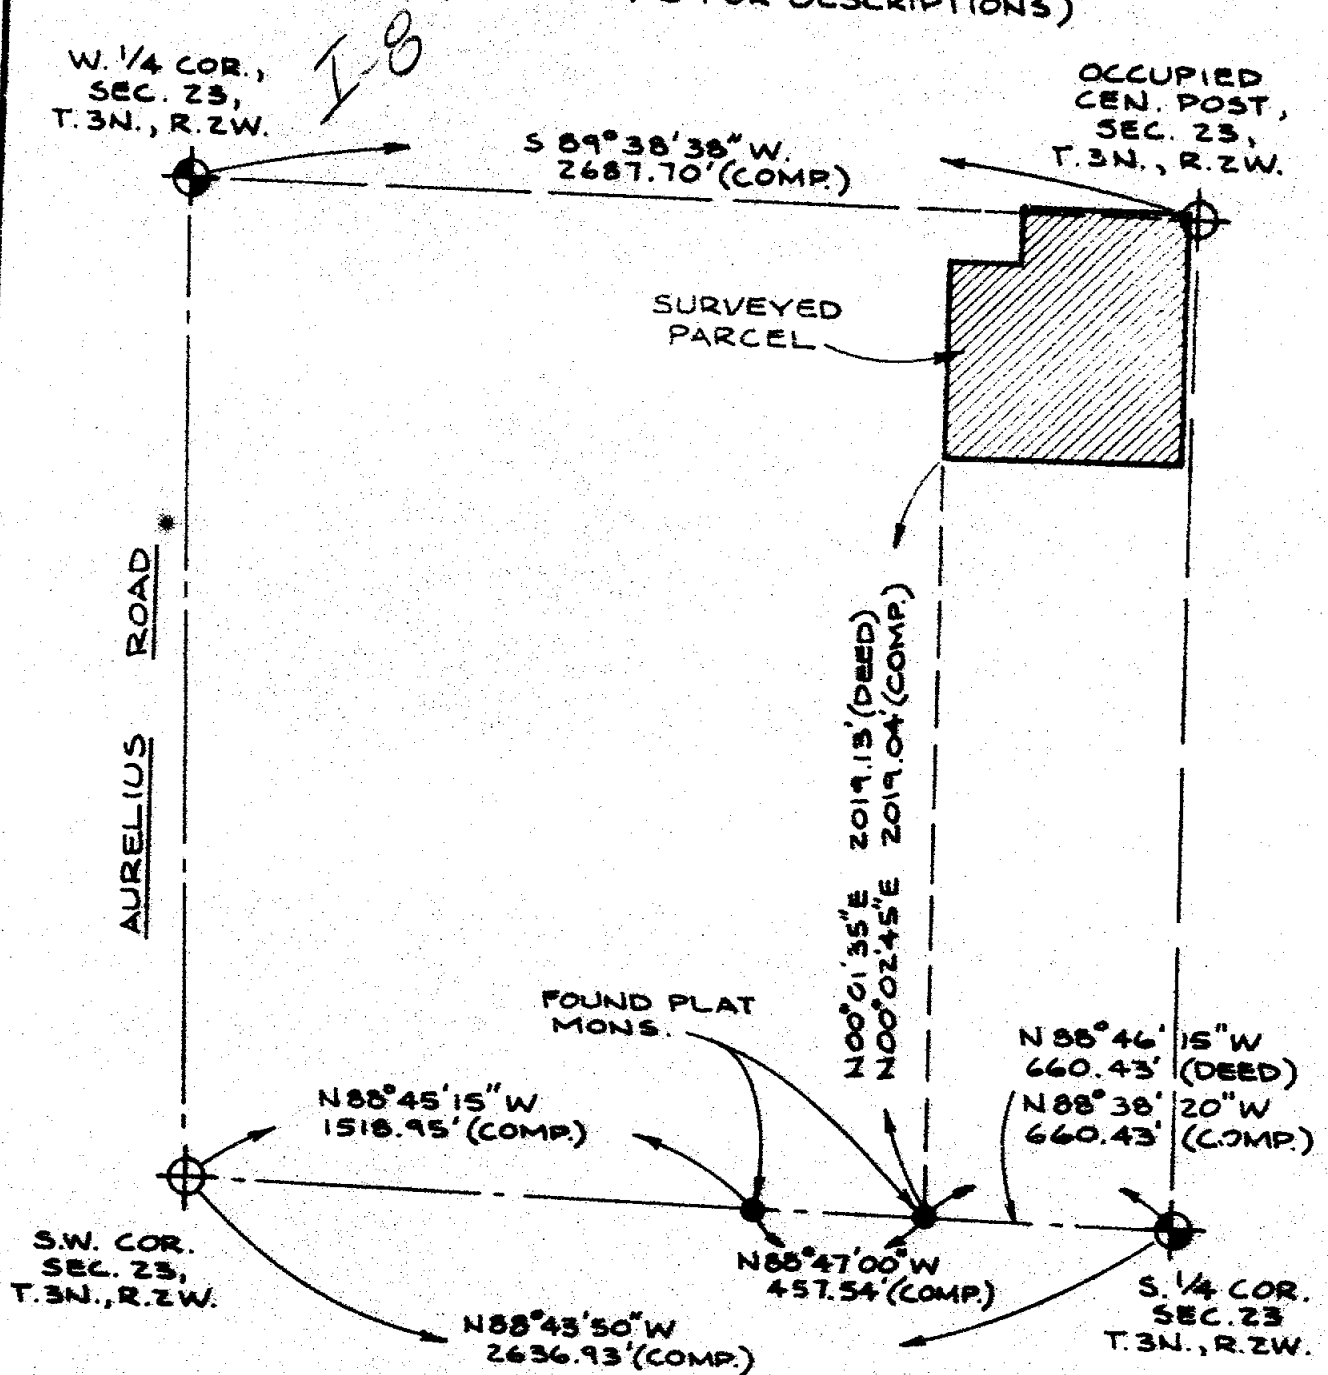 FOR DESCRIPTIONS)
I-8
W. 1/4 COR.,
SEC. 23,
T.3N., R.2W.
S 89° 38' 38" W.
2687.70' (COMP.)
OCCUPIED
CEN. POST,
SEC. 23,
T.3N., R.2W.
SURVEYED
PARCEL
AURELIUS ROAD
N00° 01' 35" E 2019.13' (DEED)
N00° 02' 45" E 2019.04' (COMP.)
FOUND PLAT
MONS.
N 88° 46' 15" W
660.43' (DEED)
N 88° 38' 20" W
660.43' (COMP.)
N 88° 45' 15" W
1518.95' (COMP.)
S.W. COR.
SEC. 23,
T.3N., R.2W.
N 88° 47' 00" W
457.54' (COMP.)
S. 1/4 COR.
SEC. 23
T.3N., R.2W.
N 88° 43' 50" W
2636.93' (COMP.)